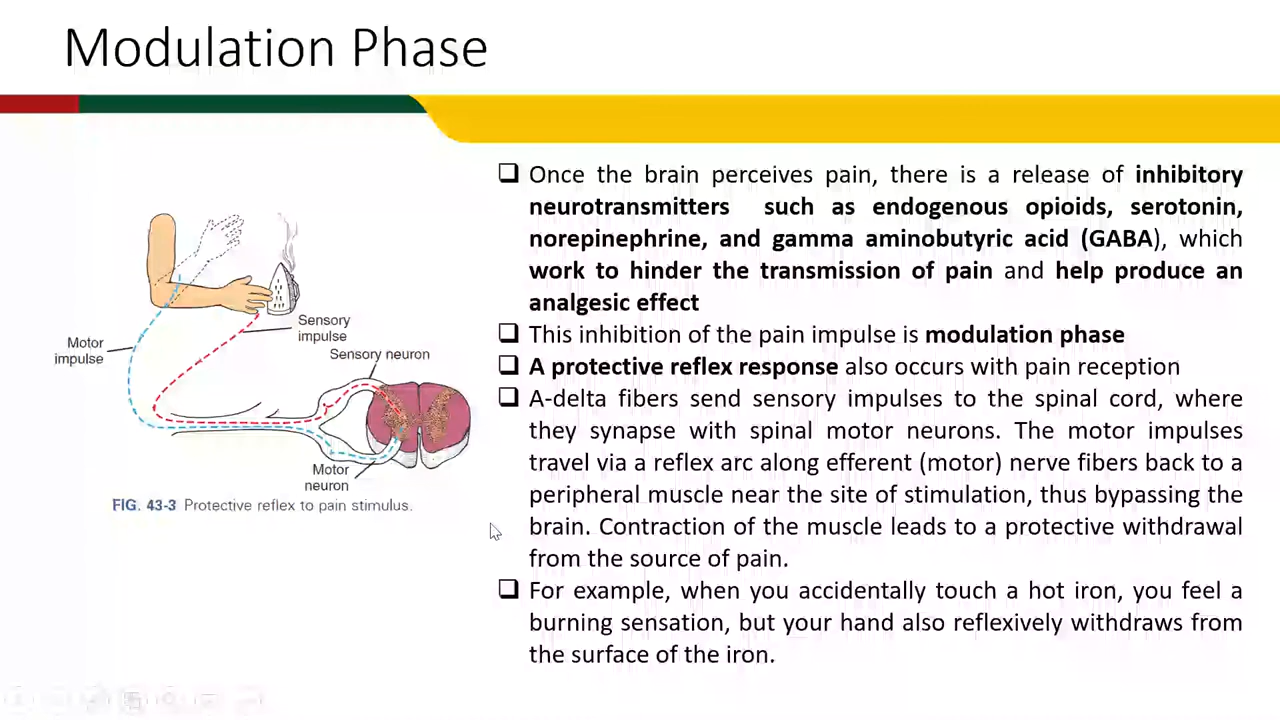 Modulation Phase
❑ Once the brain perceives pain, there is a release of inhibitory
neurotransmitters such as endogenous opioids, serotonin,
norepinephrine, and gamma aminobutyric acid (GABA), which
work to hinder the transmission of pain and help produce an
analgesic effect
❑ This inhibition of the pain impulse is modulation phase
❑ A protective reflex response also occurs with pain reception
❑ A-delta fibers send sensory impulses to the spinal cord, where
they synapse with spinal motor neurons. The motor impulses
travel via a reflex arc along efferent (motor) nerve fibers back to a
peripheral muscle near the site of stimulation, thus bypassing the
brain. Contraction of the muscle leads to a protective withdrawal
from the source of pain.
❑ For example, when you accidentally touch a hot iron, you feel a
burning sensation, but your hand also reflexively withdraws from
the surface of the iron.
Sensory
impulse
Motor
impulse
Sensory neuron
Motor
neuron
FIG. 43-3 Protective reflex to pain stimulus.